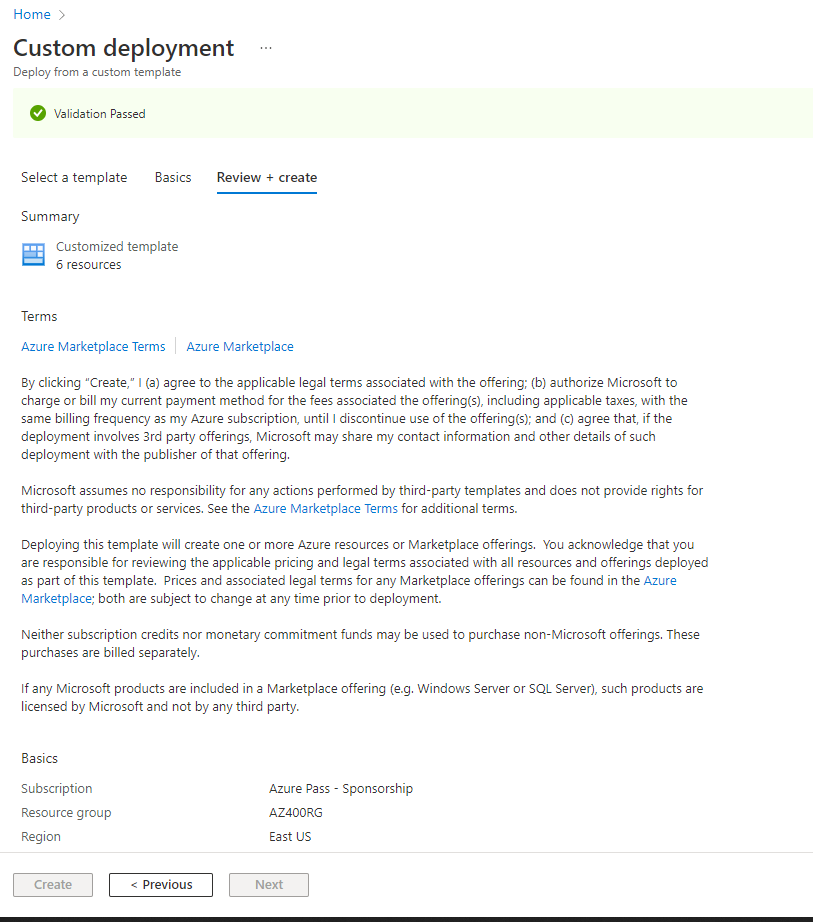 Home >
Custom deployment ...
Deploy from a custom template
Validation Passed
Select a template Basics Review + create
Summary
Customized template
6 resources
Terms
Azure Marketplace Terms | Azure Marketplace
By clicking “Create,” I (a) agree to the applicable legal terms associated with the offering; (b) authorize Microsoft to
charge or bill my current payment method for the fees associated the offering(s), including applicable taxes, with the
same billing frequency as my Azure subscription, until I discontinue use of the offering(s); and (c) agree that, if the
deployment involves 3rd party offerings, Microsoft may share my contact information and other details of such
deployment with the publisher of that offering.
Microsoft assumes no responsibility for any actions performed by third-party templates and does not provide rights for
third-party products or services. See the Azure Marketplace Terms for additional terms.
Deploying this template will create one or more Azure resources or Marketplace offerings.  You acknowledge that you
are responsible for reviewing the applicable pricing and legal terms associated with all resources and offerings deployed
as part of this template.  Prices and associated legal terms for any Marketplace offerings can be found in the Azure
Marketplace; both are subject to change at any time prior to deployment.
Neither subscription credits nor monetary commitment funds may be used to purchase non-Microsoft offerings. These
purchases are billed separately.
If any Microsoft products are included in a Marketplace offering (e.g. Windows Server or SQL Server), such products are
licensed by Microsoft and not by any third party.
Basics
Subscription Azure Pass - Sponsorship
Resource group AZ400RG
Region East US
Create < Previous Next